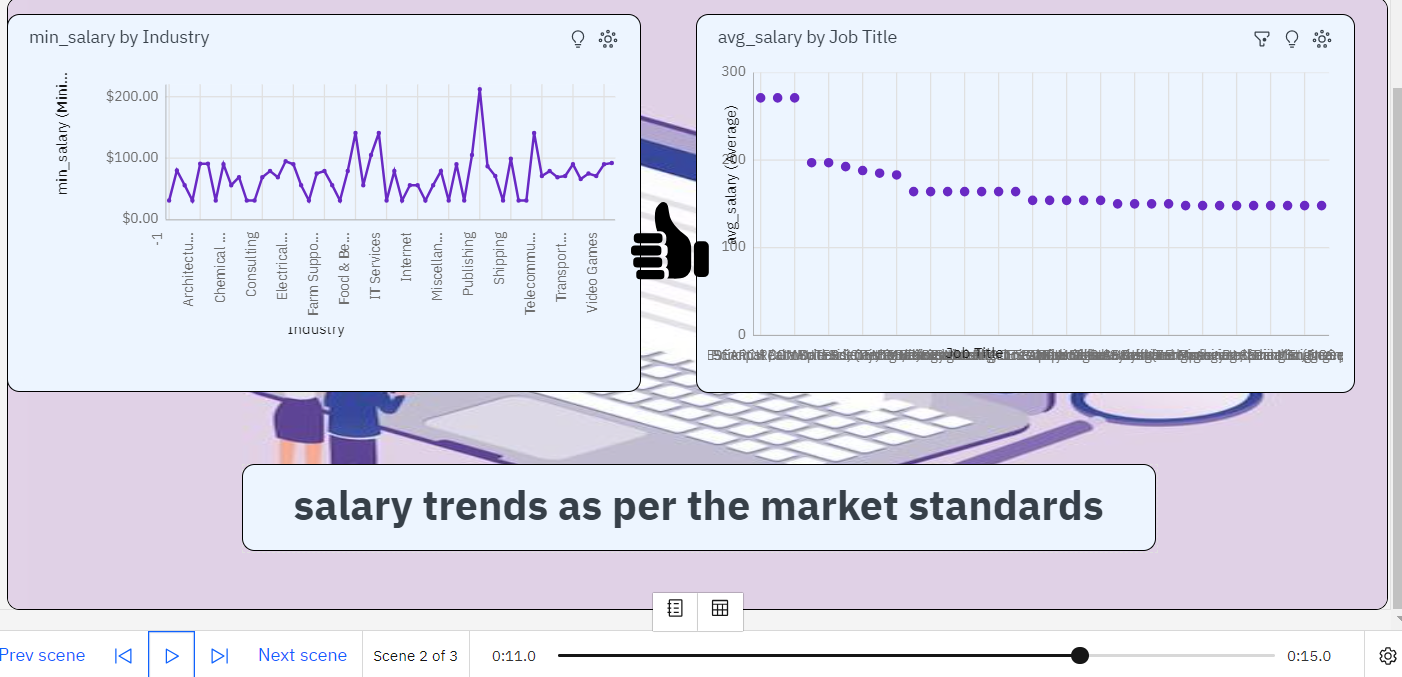 min_salary by Industry
min_salary (Mini...
$200.00
$100.00
$0.00
-1
Architectu...
Chemical ...
Consulting
Electrical...
Farm Suppo...
Food & Be...
IT Services
Internet
Miscellan...
Publishing
Shipping
Telecommu...
Transport...
Video Games
Industry
avg_salary by Job Title
avg_salary (Average)
300
200
100
0
Job Title
salary trends as per the market standards
Prev scene
Next scene
Scene 2 of 3
0:11.0
0:15.0